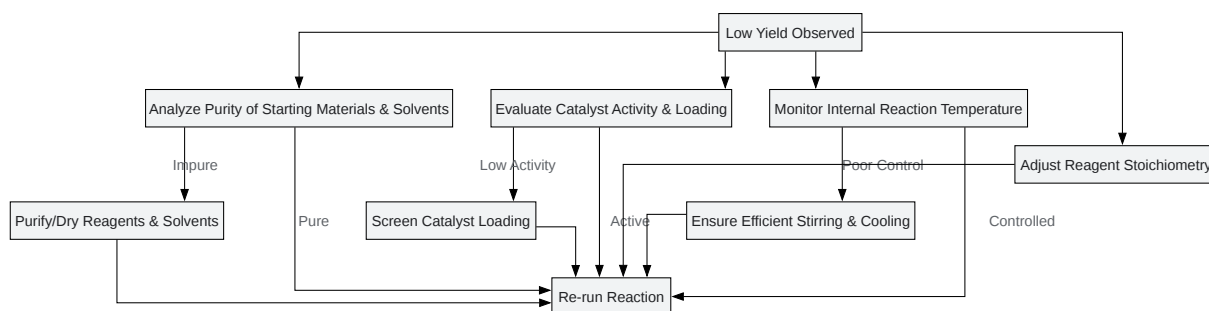 Low Yield Observed
Analyze Purity of Starting Materials & Solvents
Evaluate Catalyst Activity & Loading
Monitor Internal Reaction Temperature
Impure
Low Activity
Poor Control
Adjust Reagent Stoichiometry
Purify/Dry Reagents & Solvents
Pure
Screen Catalyst Loading
Active
Ensure Efficient Stirring & Cooling
Controlled
Re-run Reaction